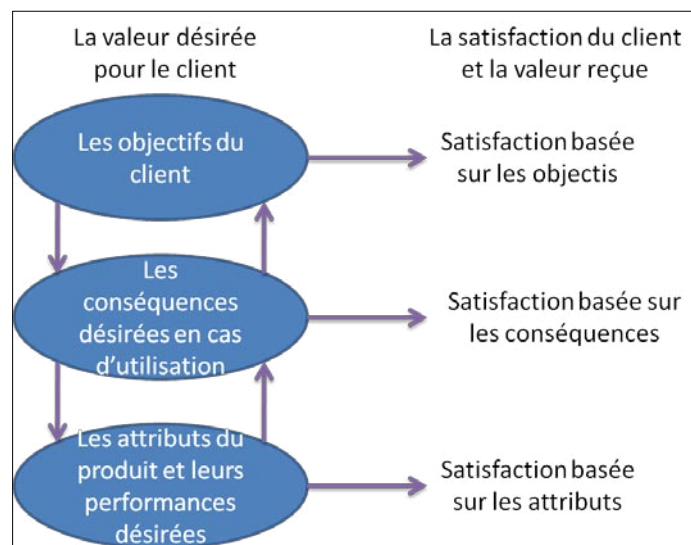 La valeur désirée
pour le client
La satisfaction du client
et la valeur reçue
Les objectifs du
client
Satisfaction basée
sur les objectis
Les
conséquences
désirées en cas
d’utilisation
Satisfaction basée sur
les conséquences
Les attributs du
produit et leurs
performances
désirées
Satisfaction basée
sur les attributs